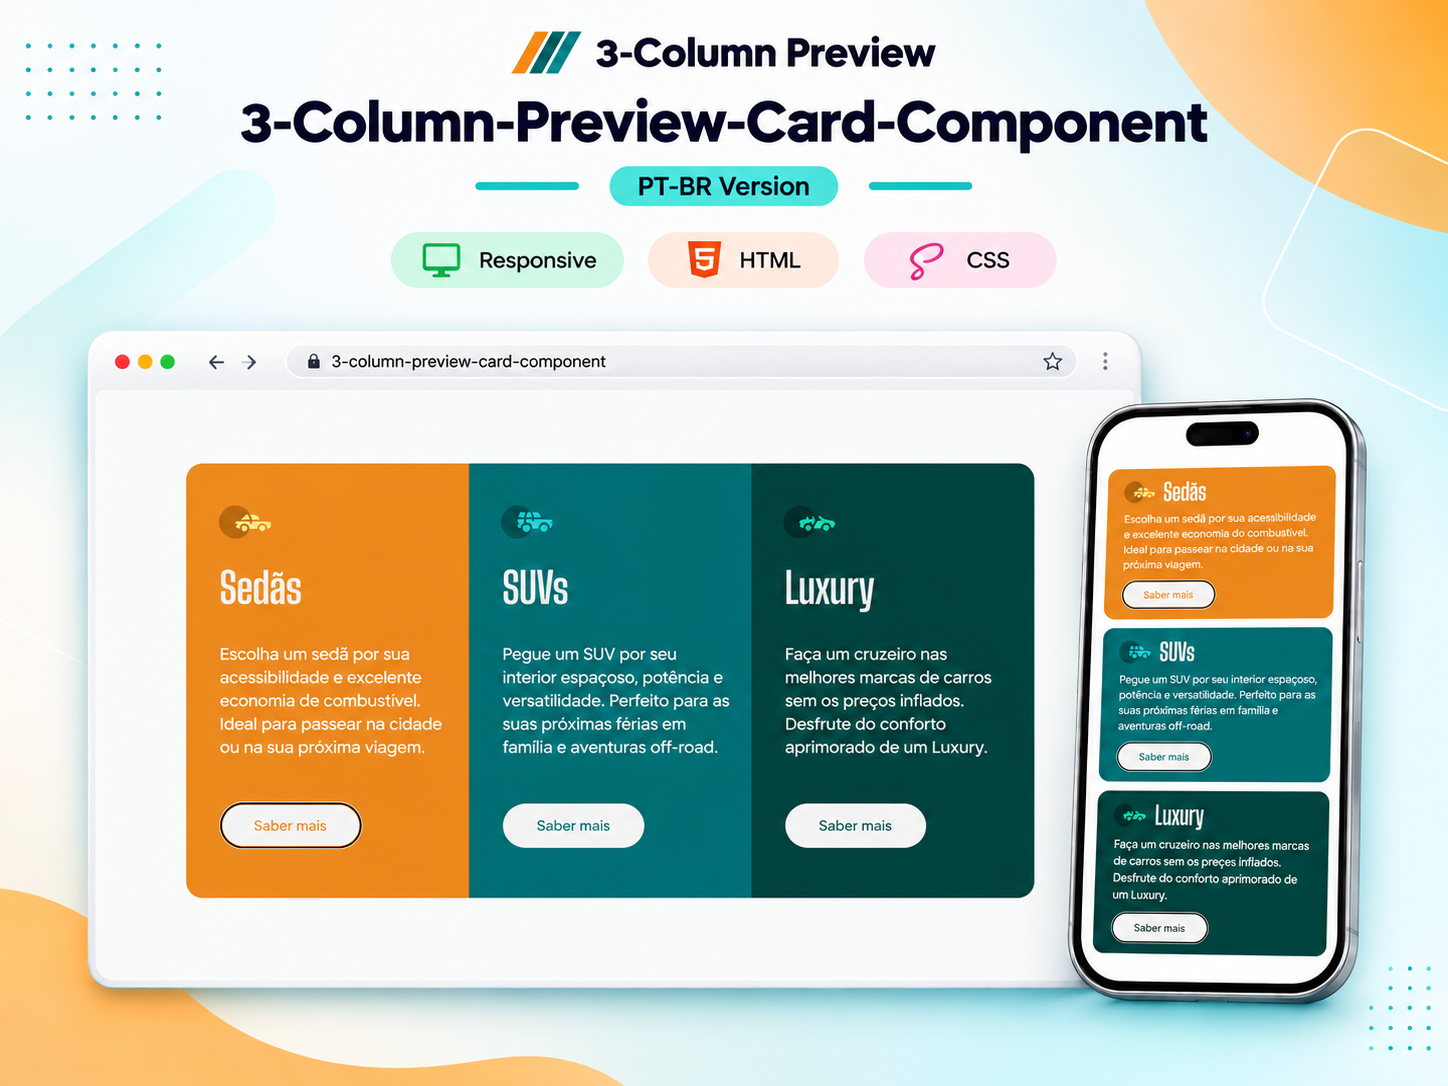 3-Column Preview
3-Column-Preview-Card-Component
PT-BR Version
Responsive
HTML
CSS
3-column-preview-card-component
Sedãs
Escolha um sedã por sua
acessibilidade e excelente
economia de combustível.
Ideal para passear na cidade
ou na sua próxima viagem.
Saber mais
SUVs
Pegue um SUV por seu
interior espaçoso, potência e
versatilidade. Perfeito para as
suas próximas férias em
família e aventuras off-road.
Saber mais
Luxury
Faça um cruzeiro nas
melhores marcas de carros
sem os preços inflados.
Desfrute do conforto
aprimorado de um Luxury.
Saber mais
Sedãs
Escolha um sedã por sua acessibilidade
e excelente economia do combustível.
Ideal para passear na cidade ou na sua
próxima viagem.
Saber mais
SUVs
Pegue um SUV por seu interior espaçoso,
potência e versatilidade. Perfeito para as
suas próximas férias em família e
aventuras off-road.
Saber mais
Luxury
Faça um cruzeiro nas melhores marcas
de carros sem os preços inflados.
Desfrute do conforto aprimorado de
um Luxury.
Saber mais